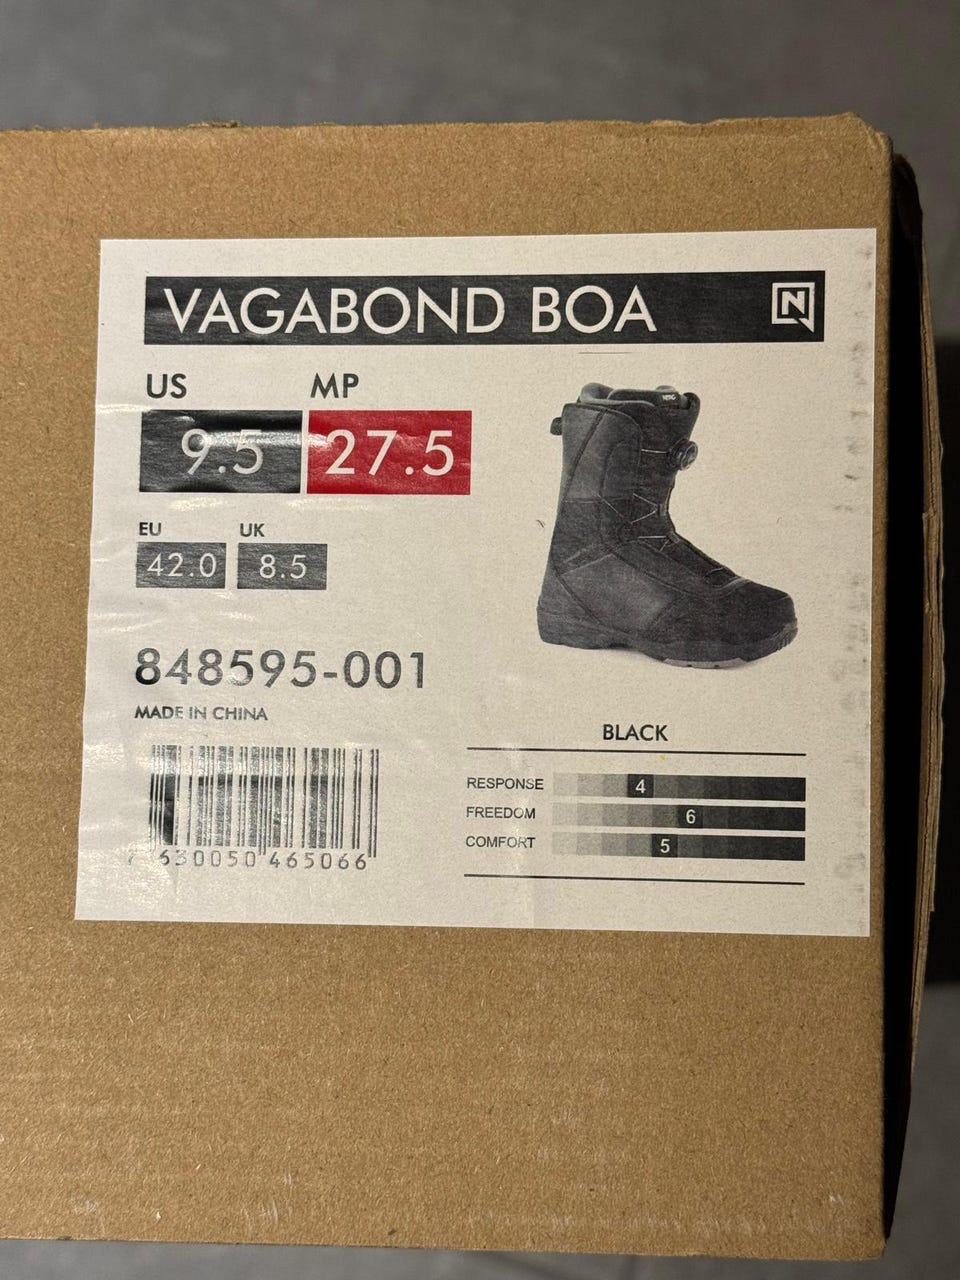 VAGABOND BOA
N
US MP
9.5 27.5
EU UK
42.0 8.5
848595-001
MADE IN CHINA
7 630050 465066
BLACK
RESPONSE 4
FREEDOM 6
COMFORT 5